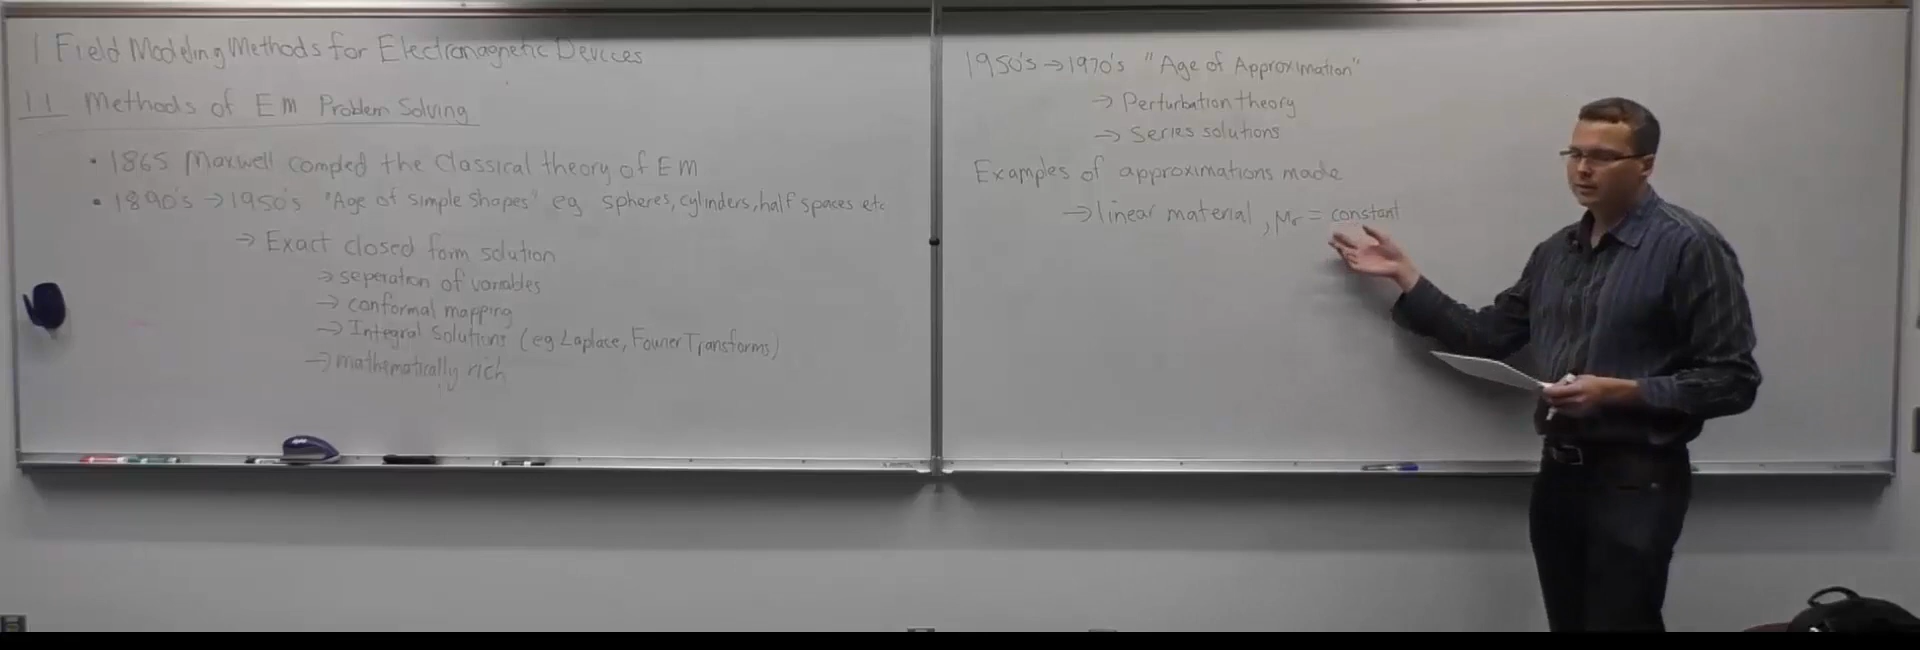 1 Field Modeling Methods for Electromagnetic Devices
1.1 Methods of EM Problem Solving
• 1865 Maxwell compled the classical theory of EM
• 1890's → 1950's "Age of simple shapes" eg spheres, cylinders, half spaces etc
→ Exact closed form solution
→ seperation of variables
→ conformal mapping
→ Integral Solutions (eg Laplace, Fourier Transforms)
→ mathematically rich
1950's → 1970's "Age of Approximation"
→ Perturbation theory
→ Series solutions
Examples of approximations made
→ linear material, μr = constant